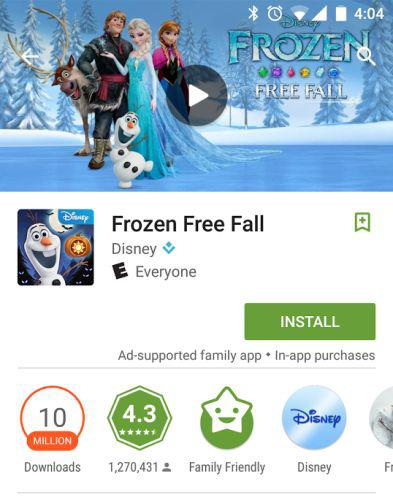 4:04
Disney
FROZEN
FREE FALL
Disney
Frozen Free Fall
Disney
E Everyone
INSTALL
Ad-supported family app • In-app purchases
10
MILLION
4.3
Disney
Downloads
1,270,431
Family Friendly
Disney
Fr